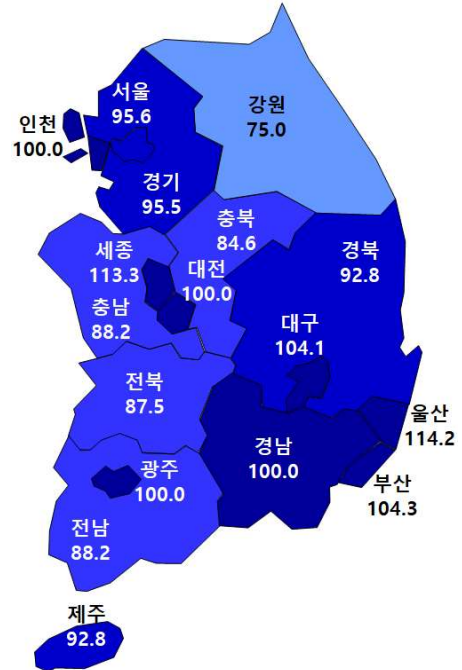 서울
95.6
인천
100.0
강원
75.0
경기
95.5
충북
84.6
세종
113.3
대전
100.0
경북
92.8
충남
88.2
대구
104.1
전북
87.5
울산
114.2
경남
100.0
광주
100.0
부산
104.3
전남
88.2
제주
92.8